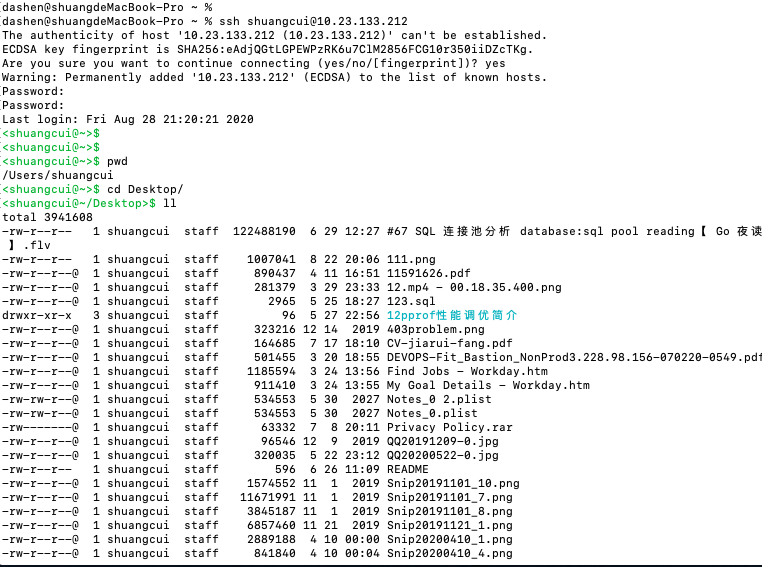 [dashen@shuangdeMacBook-Pro ~ %
[dashen@shuangdeMacBook-Pro ~ % ssh shuangcui@10.23.133.212
The authenticity of host '10.23.133.212 (10.23.133.212)' can't be established.
ECDSA key fingerprint is SHA256:eAdjQGtLGPEWPzRK6u7ClM2856FCG10r350iiDZcTKg.
Are you sure you want to continue connecting (yes/no/[fingerprint])? yes
Warning: Permanently added '10.23.133.212' (ECDSA) to the list of known hosts.
[Password:
[Password:
Last login: Fri Aug 28 21:20:21 2020
[<shuangcui@~>$
[<shuangcui@~>$
[<shuangcui@~>$ pwd
/Users/shuangcui
[<shuangcui@~>$ cd Desktop/
[<shuangcui@~/Desktop>$ ll
total 3941608
-rw-r--r--   1 shuangcui  staff  122488190  6 29 12:27 #67 SQL 连接池分析 database:sql pool reading【 Go 夜读
】.flv
-rw-r--r--   1 shuangcui  staff    1007041  8 22 20:06 111.png
-rw-r--r--@  1 shuangcui  staff     890437  4 11 16:51 11591626.pdf
-rw-r--r--@  1 shuangcui  staff     281379  3 29 23:33 12.mp4 - 00.18.35.400.png
-rw-r--r--@  1 shuangcui  staff       2965  5 25 18:27 123.sql
drwxr-xr-x   3 shuangcui  staff         96  5 27 22:56 12pprof性能调优简介
-rw-r--r--@  1 shuangcui  staff     323216 12 14  2019 403problem.png
-rw-r--r--@  1 shuangcui  staff     164685  7 17 18:10 CV-jiarui-fang.pdf
-rw-r--r--@  1 shuangcui  staff     501455  3 20 18:55 DEVOPS-Fit_Bastion_NonProd3.228.98.156-070220-0549.pdf
-rw-r--r--@  1 shuangcui  staff    1185594  3 24 13:56 Find Jobs - Workday.htm
-rw-r--r--@  1 shuangcui  staff     911410  3 24 13:55 My Goal Details - Workday.htm
-rw-rw-r--@  1 shuangcui  staff     534553  5 30  2027 Notes_0 2.plist
-rw-rw-r--@  1 shuangcui  staff     534553  5 30  2027 Notes_0.plist
-rw-------@  1 shuangcui  staff      63332  7  8 20:11 Privacy Policy.rar
-rw-r--r--@  1 shuangcui  staff      96546 12  9  2019 QQ20191209-0.jpg
-rw-r--r--@  1 shuangcui  staff     320035  5 22 23:12 QQ20200522-0.jpg
-rw-r--r--   1 shuangcui  staff        596  6 26 11:09 README
-rw-r--r--@  1 shuangcui  staff    1574552 11  1  2019 Snip20191101_10.png
-rw-r--r--@  1 shuangcui  staff   11671991 11  1  2019 Snip20191101_7.png
-rw-r--r--@  1 shuangcui  staff    3845187 11  1  2019 Snip20191101_8.png
-rw-r--r--@  1 shuangcui  staff    6857460 11 21  2019 Snip20191121_1.png
-rw-r--r--@  1 shuangcui  staff    2889188  4 10 00:00 Snip20200410_1.png
-rw-r--r--@  1 shuangcui  staff     841840  4 10 00:04 Snip20200410_4.png